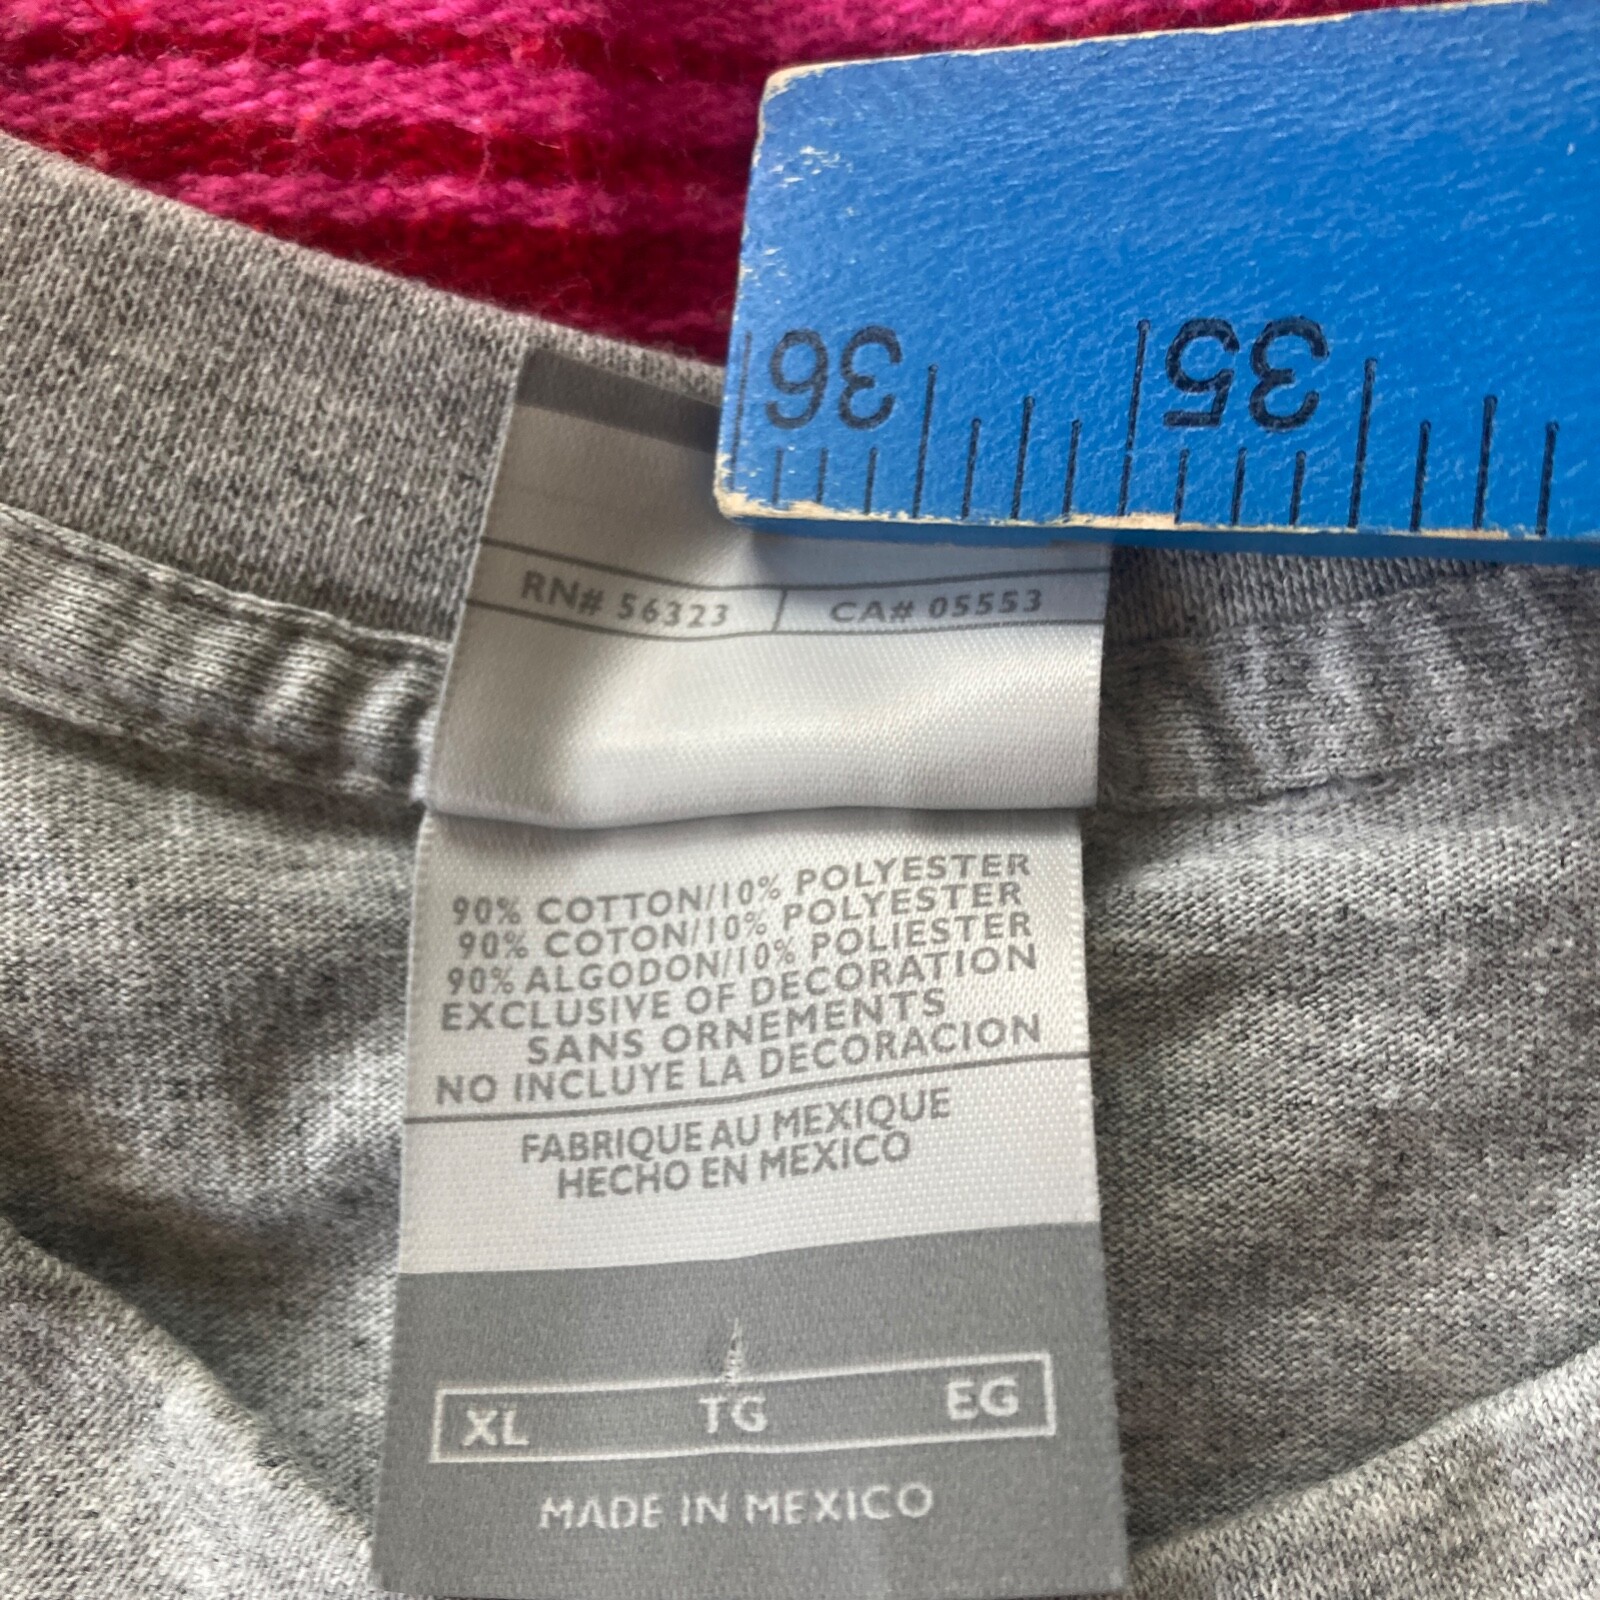 36 35
RN# 56323 | CA# 05553
90% COTTON/10% POLYESTER
90% COTON/10% POLYESTER
90% ALGODON/10% POLIESTER
EXCLUSIVE OF DECORATION
SANS ORNEMENTS
NO INCLUYE LA DECORACION
FABRIQUE AU MEXIQUE
HECHO EN MEXICO
XL TG EG
MADE IN MEXICO